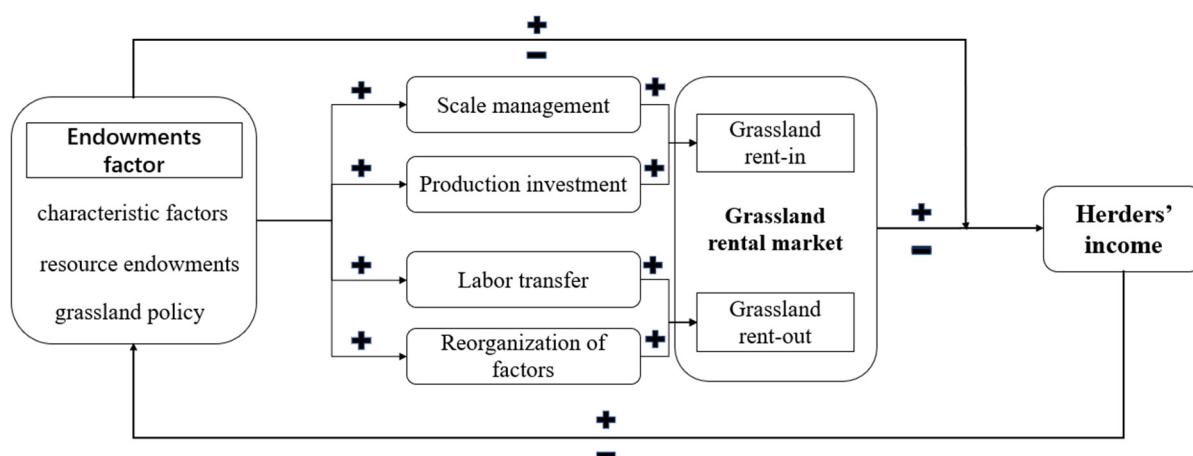 Endowments
factor
characteristic factors
resource endowments
grassland policy
Scale management
Production investment
Labor transfer
Reorganization of
factors
Grassland
rent-in
Grassland
rental market
Grassland
rent-out
Herders’
income